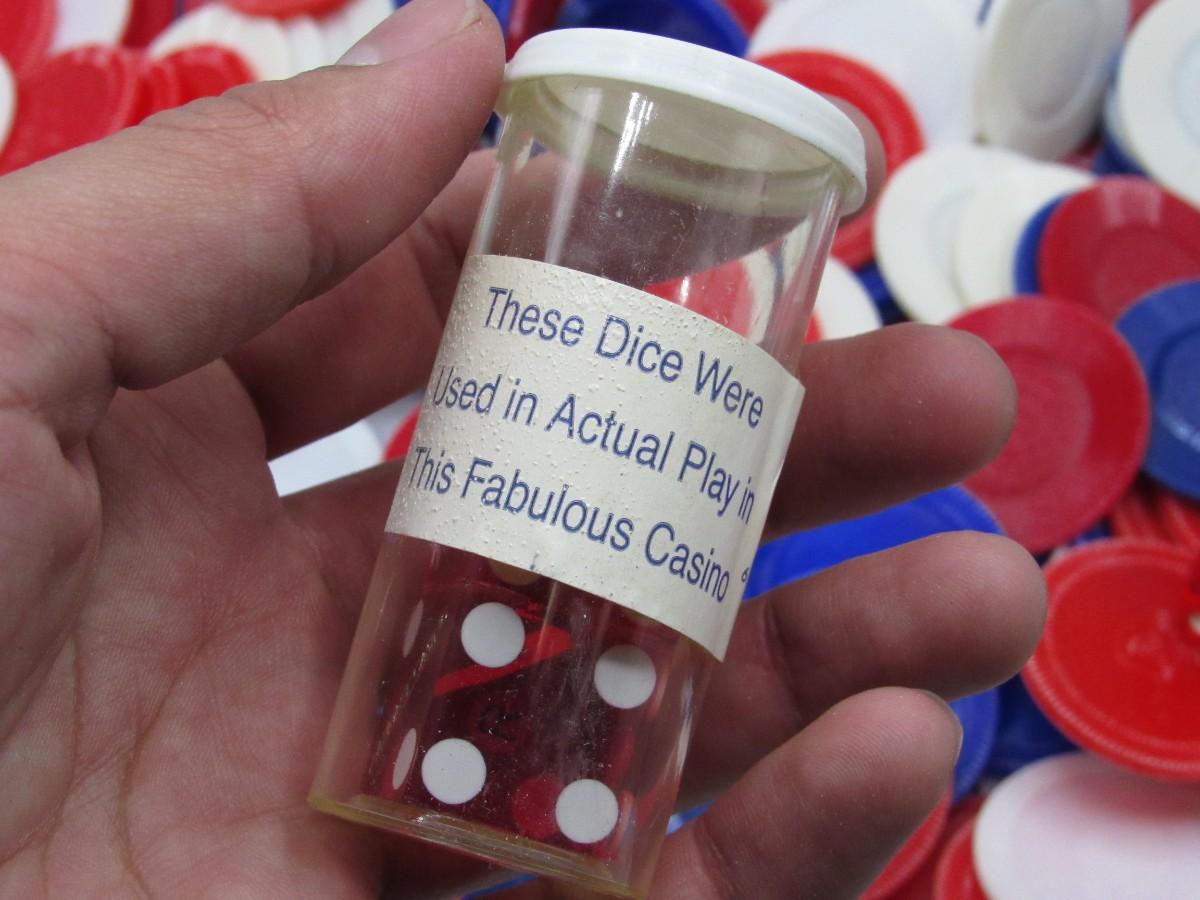 These Dice Were
Used in Actual Play in
This Fabulous Casino